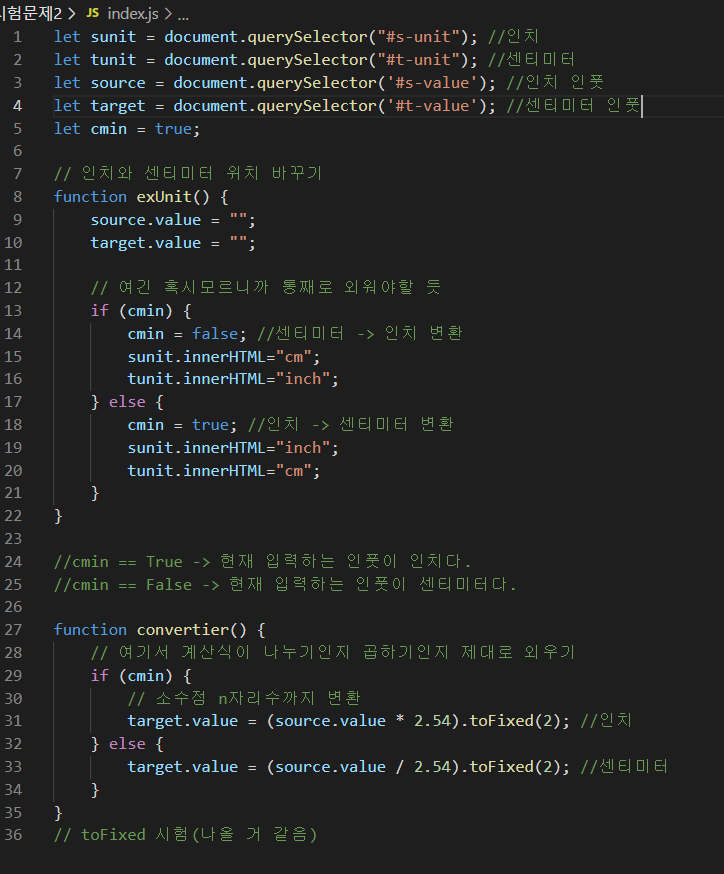 시험문제2 > JS index.js > ...
1 let sunit = document.querySelector("#s-unit"); //인치
2 let tunit = document.querySelector("#t-unit"); //센티미터
3 let source = document.querySelector('#s-value'); //인치 인풋
4 let target = document.querySelector('#t-value'); //센티미터 인풋
5 let cmin = true;
6
7 // 인치와 센티미터 위치 바꾸기
8 function exUnit() {
9 source.value = "";
10 target.value = "";
11
12 // 여긴 혹시모르니까 통째로 외워야할 듯
13 if (cmin) {
14 cmin = false; //센티미터 -> 인치 변환
15 sunit.innerHTML="cm";
16 tunit.innerHTML="inch";
17 } else {
18 cmin = true; //인치 -> 센티미터 변환
19 sunit.innerHTML="inch";
20 tunit.innerHTML="cm";
21 }
22 }
23
24 //cmin == True -> 현재 입력하는 인풋이 인치다.
25 //cmin == False -> 현재 입력하는 인풋이 센티미터다.
26
27 function convertier() {
28 // 여기서 계산식이 나누기인지 곱하기인지 제대로 외우기
29 if (cmin) {
30 // 소수점 n자리수까지 변환
31 target.value = (source.value * 2.54).toFixed(2); //인치
32 } else {
33 target.value = (source.value / 2.54).toFixed(2); //센티미터
34 }
35 }
36 // toFixed 시험(나올 거 같음)